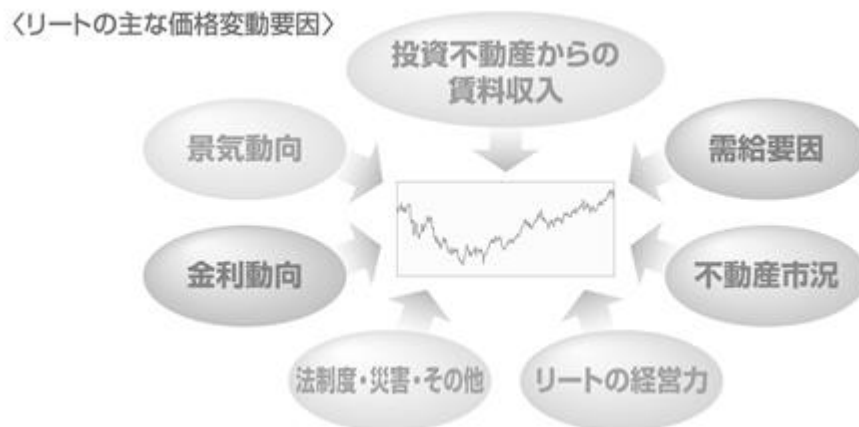 〈リートの主な価格変動要因〉
投資不動産からの
賃料収入
景気動向
需給要因
金利動向
不動産市況
法制度・災害・その他
リートの経営力